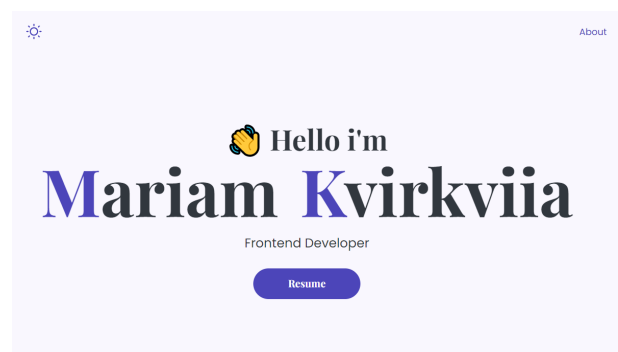 About
Hello i'm
Mariam Kvirkviia
Frontend Developer
Resume